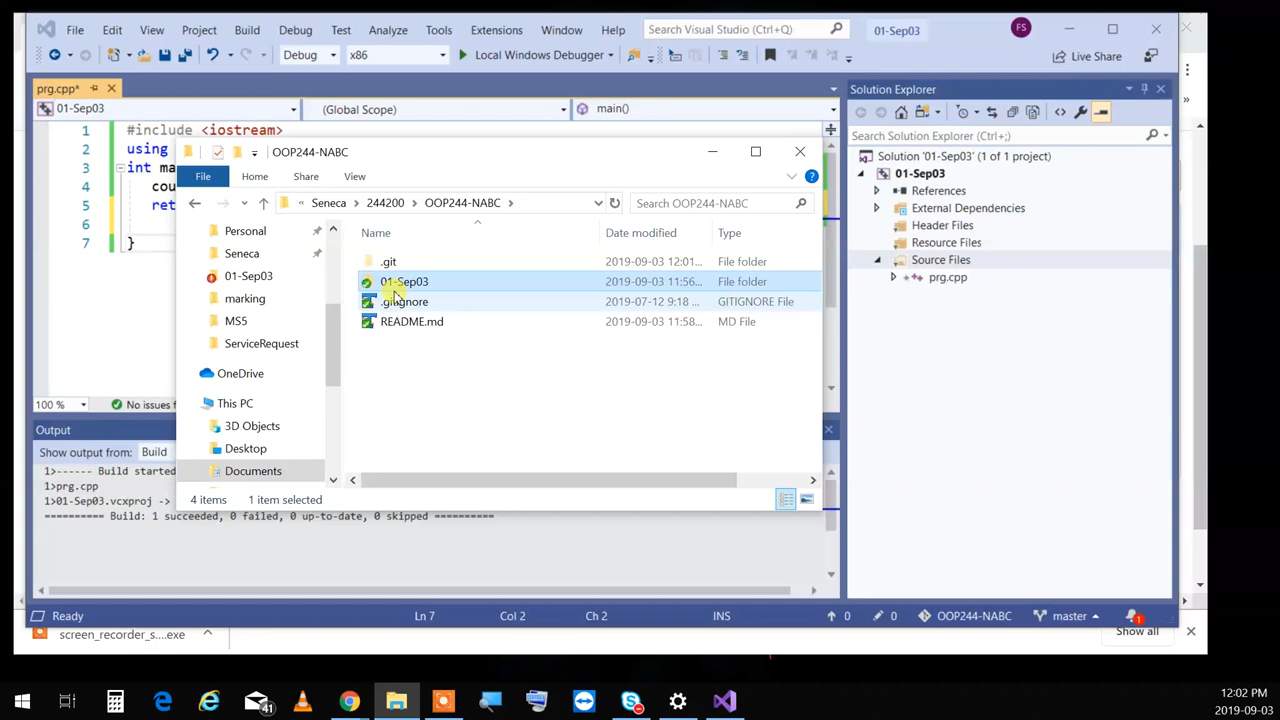 File Edit View Project Build Debug Test Analyze Tools Extensions Window Help Search Visual Studio (Ctrl+Q) 01-Sep03 FS
Debug x86 Local Windows Debugger Live Share
prg.cpp*
01-Sep03 (Global Scope) main()
1 #include <iostream>
2 using
3 int ma
4 cou
5 ret
6
7 }
100 % No issues f
Output
Show output from: Build
1>------ Build started
1>prg.cpp
1>01-Sep03.vcxproj ->
========== Build: 1 succeeded, 0 failed, 0 up-to-date, 0 skipped ==========
Ready Ln 7 Col 2 Ch 2 INS 0 0 OOP244-NABC master 1
OOP244-NABC
File Home Share View
« Seneca 244200 OOP244-NABC Search OOP244-NABC
Name Date modified Type
.git 2019-09-03 12:01... File folder
01-Sep03 2019-09-03 11:56... File folder
.gitignore 2019-07-12 9:18 ... GITIGNORE File
README.md 2019-09-03 11:58... MD File
Personal
Seneca
01-Sep03
marking
MS5
ServiceRequest
OneDrive
This PC
3D Objects
Desktop
Documents
4 items 1 item selected
Solution Explorer
Search Solution Explorer (Ctrl+;)
Solution '01-Sep03' (1 of 1 project)
01-Sep03
References
External Dependencies
Header Files
Resource Files
Source Files
prg.cpp
screen_recorder_s....exe Show all
41
12:02 PM
2019-09-03